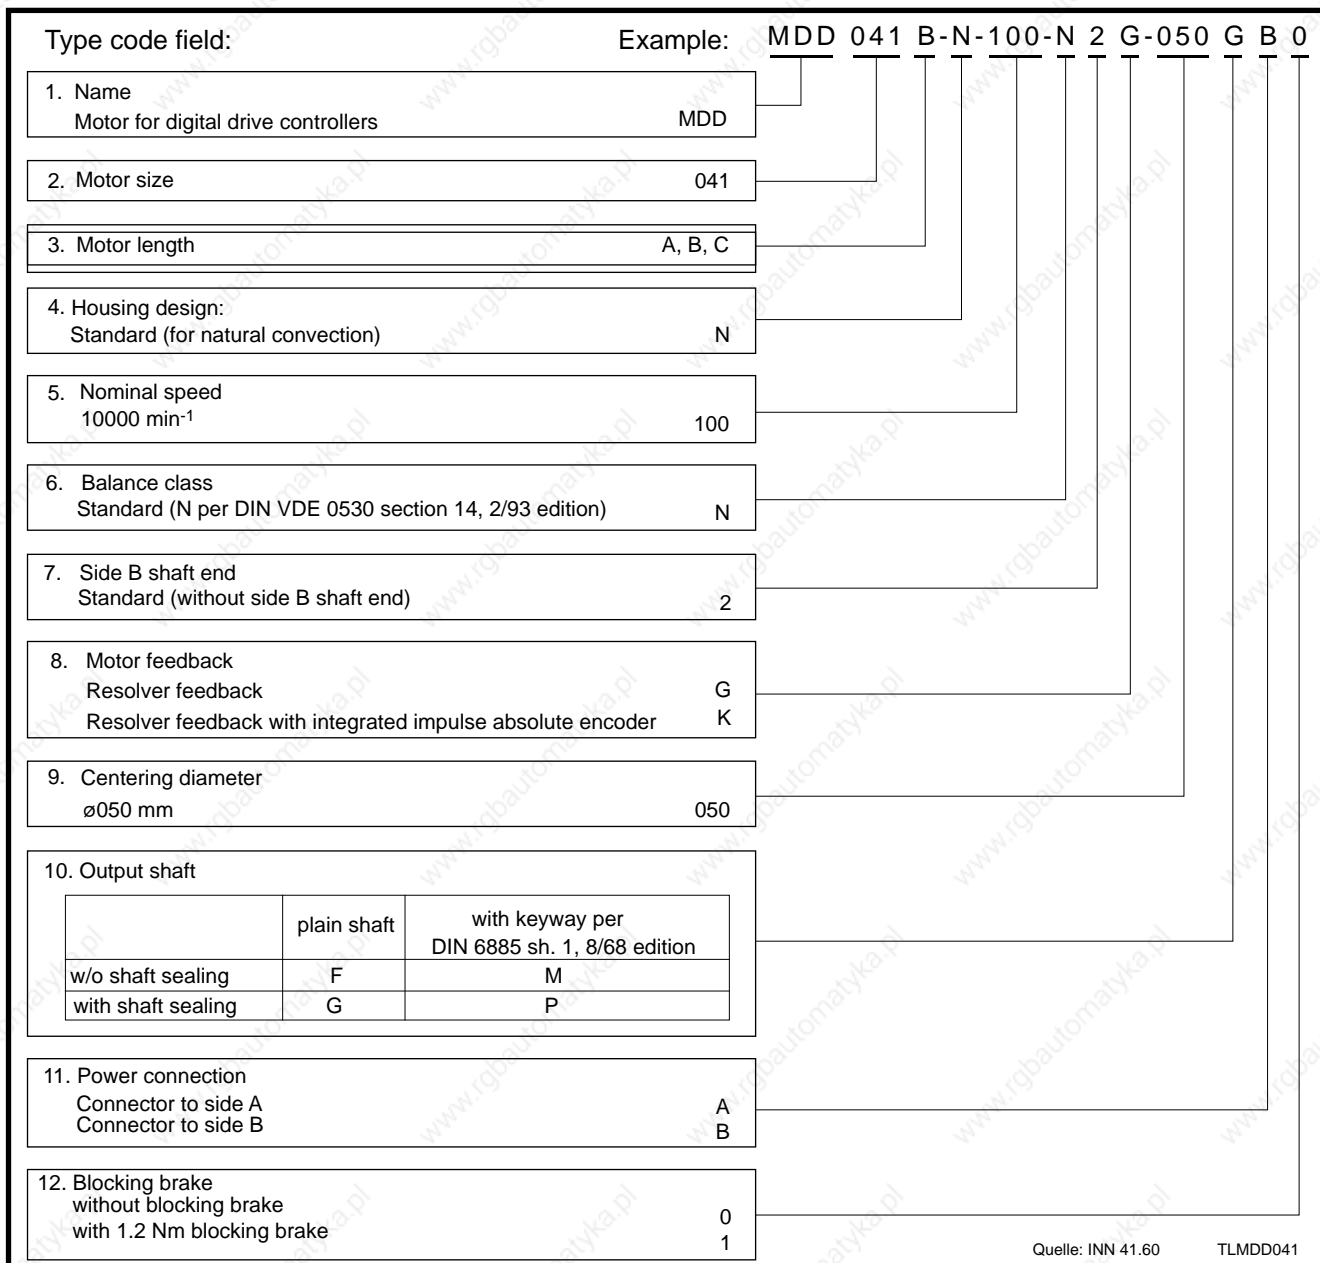 Type code field: Example: MDD 041 B-N-100-N 2 G-050 G B 0
1. Name
Motor for digital drive controllers MDD
2. Motor size 041
3. Motor length A, B, C
4. Housing design:
Standard (for natural convection) N
5. Nominal speed
10000 min-1 100
6. Balance class
Standard (N per DIN VDE 0530 section 14, 2/93 edition) N
7. Side B shaft end
Standard (without side B shaft end) 2
8. Motor feedback
Resolver feedback G
Resolver feedback with integrated impulse absolute encoder K
9. Centering diameter
ø050 mm 050
10. Output shaft
plain shaft with keyway per
DIN 6885 sh. 1, 8/68 edition
w/o shaft sealing F M
with shaft sealing G P
11. Power connection
Connector to side A A
Connector to side B B
12. Blocking brake
without blocking brake 0
with 1.2 Nm blocking brake 1
Quelle: INN 41.60 TLMDD041
www.rgbautomatyka.pl